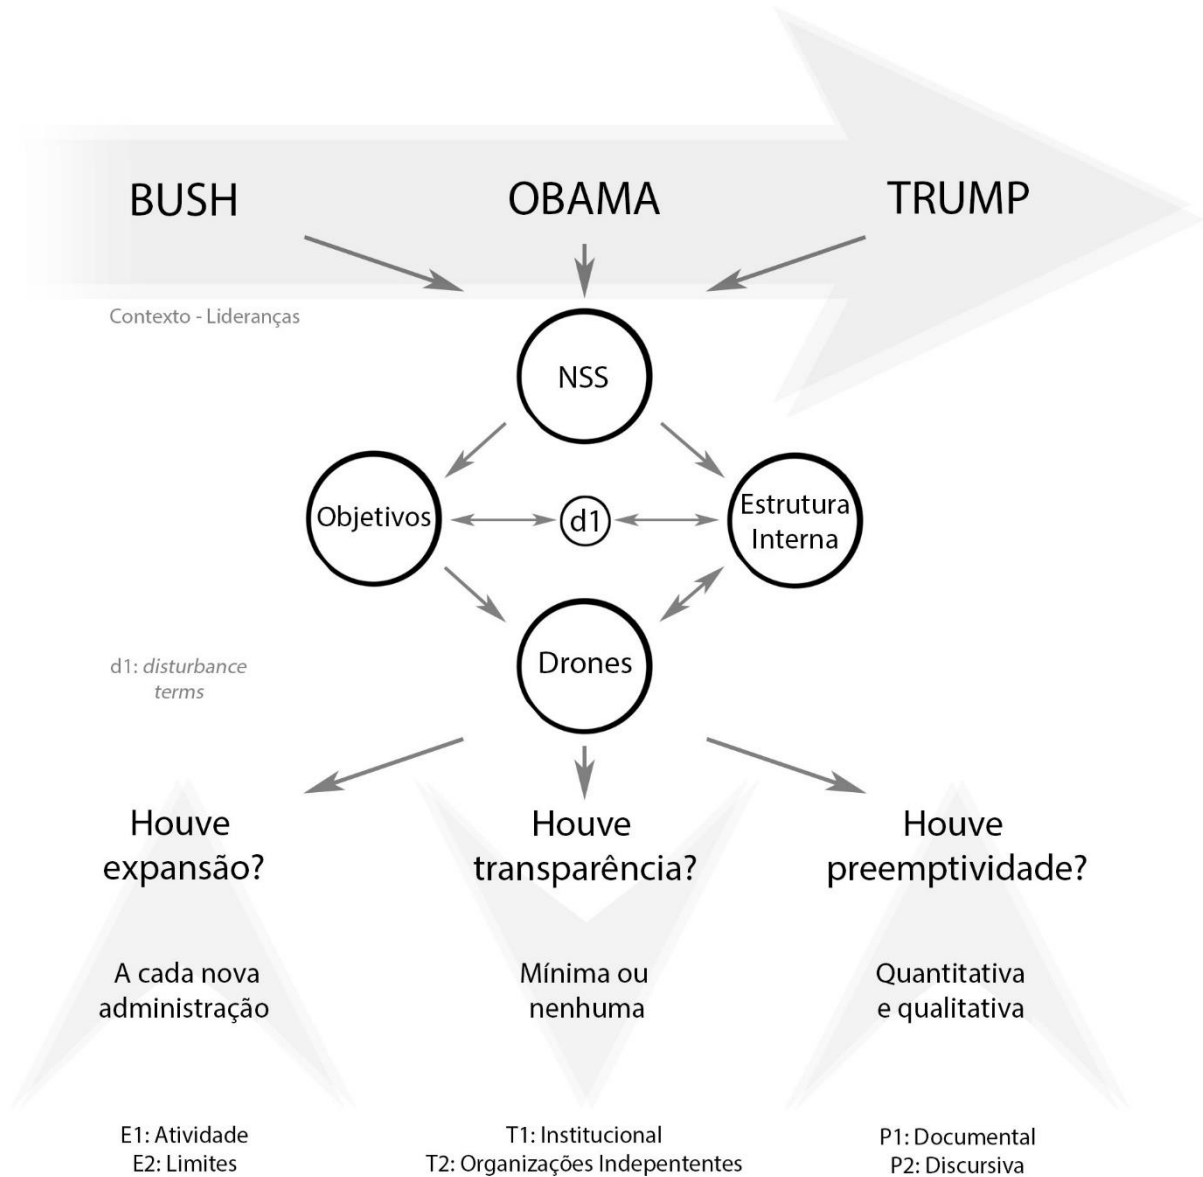 BUSH
OBAMA
TRUMP
Contexto - Lideranças
NSS
Objetivos
d1
Estrutura
Interna
Drones
d1: disturbance
terms
Houve
expansão?
Houve
transparência?
Houve
preemptividade?
A cada nova
administração
Mínima ou
nenhuma
Quantitativa
e qualitativa
E1: Atividade
E2: Limites
T1: Institucional
T2: Organizações Indepententes
P1: Documental
P2: Discursiva